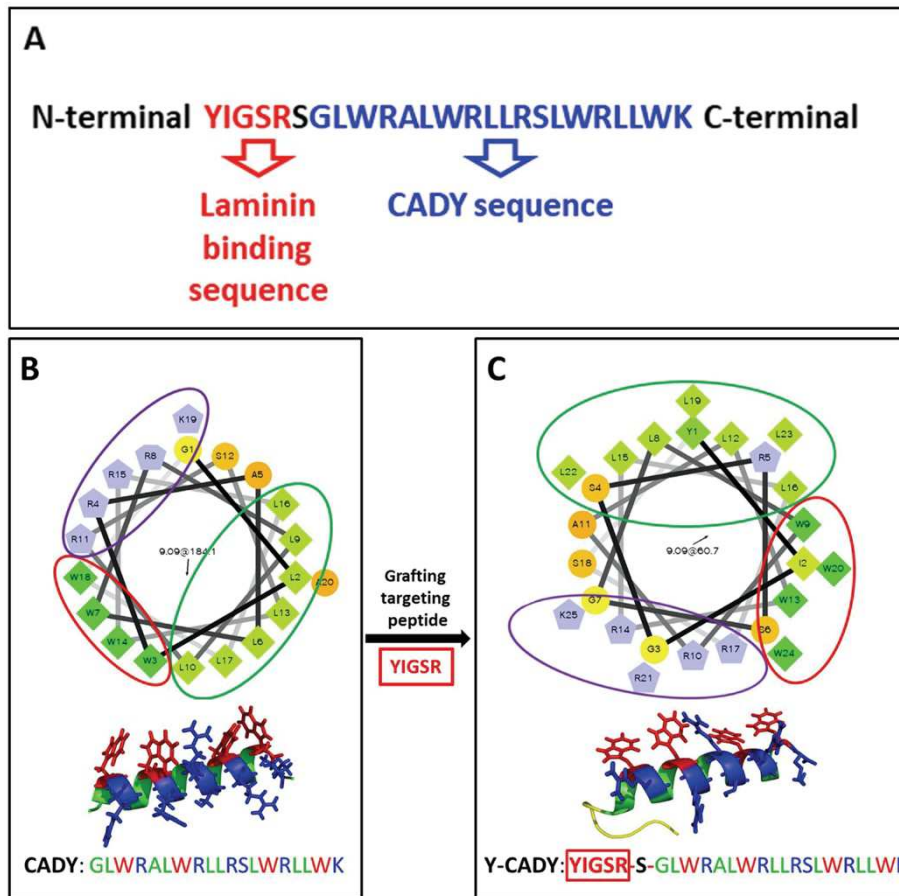 A
N-terminal YIGSRSGLWRALWRLLRSLWRLLWK C-terminal
Laminin
binding
sequence
CADY sequence
B
K19
G1
S12
R8
A5
R15
L16
R4
L9
R11
9.09@184.1
W18
L2
A20
W7
L13
W14
L6
W3
L10
L17
CADY: GLWRALWRLLRSLWRLLWK
Grafting
targeting
peptide
YIGSR
C
L19
Y1
L8
L12
L23
L15
R5
L22
S4
L16
A11
W9
9.09@60.7
S18
I2
W20
G7
W13
K25
R14
S6
G3
R10
R17
W24
R21
Y-CADY: YIGSR-S-GLWRALWRLLRSLWRLLW